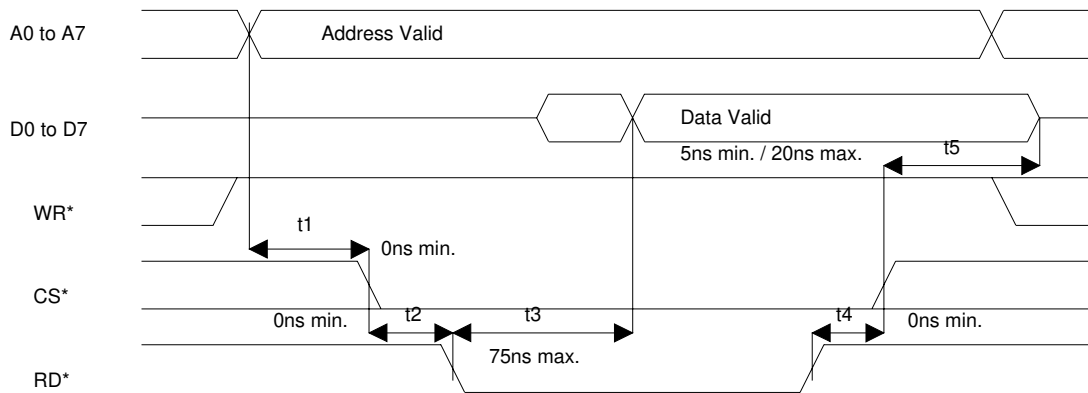 A0 to A7
Address Valid
D0 to D7
Data Valid
5ns min. / 20ns max.
t5
WR*
t1
0ns min.
CS*
0ns min.
t2
t3
t4
0ns min.
75ns max.
RD*